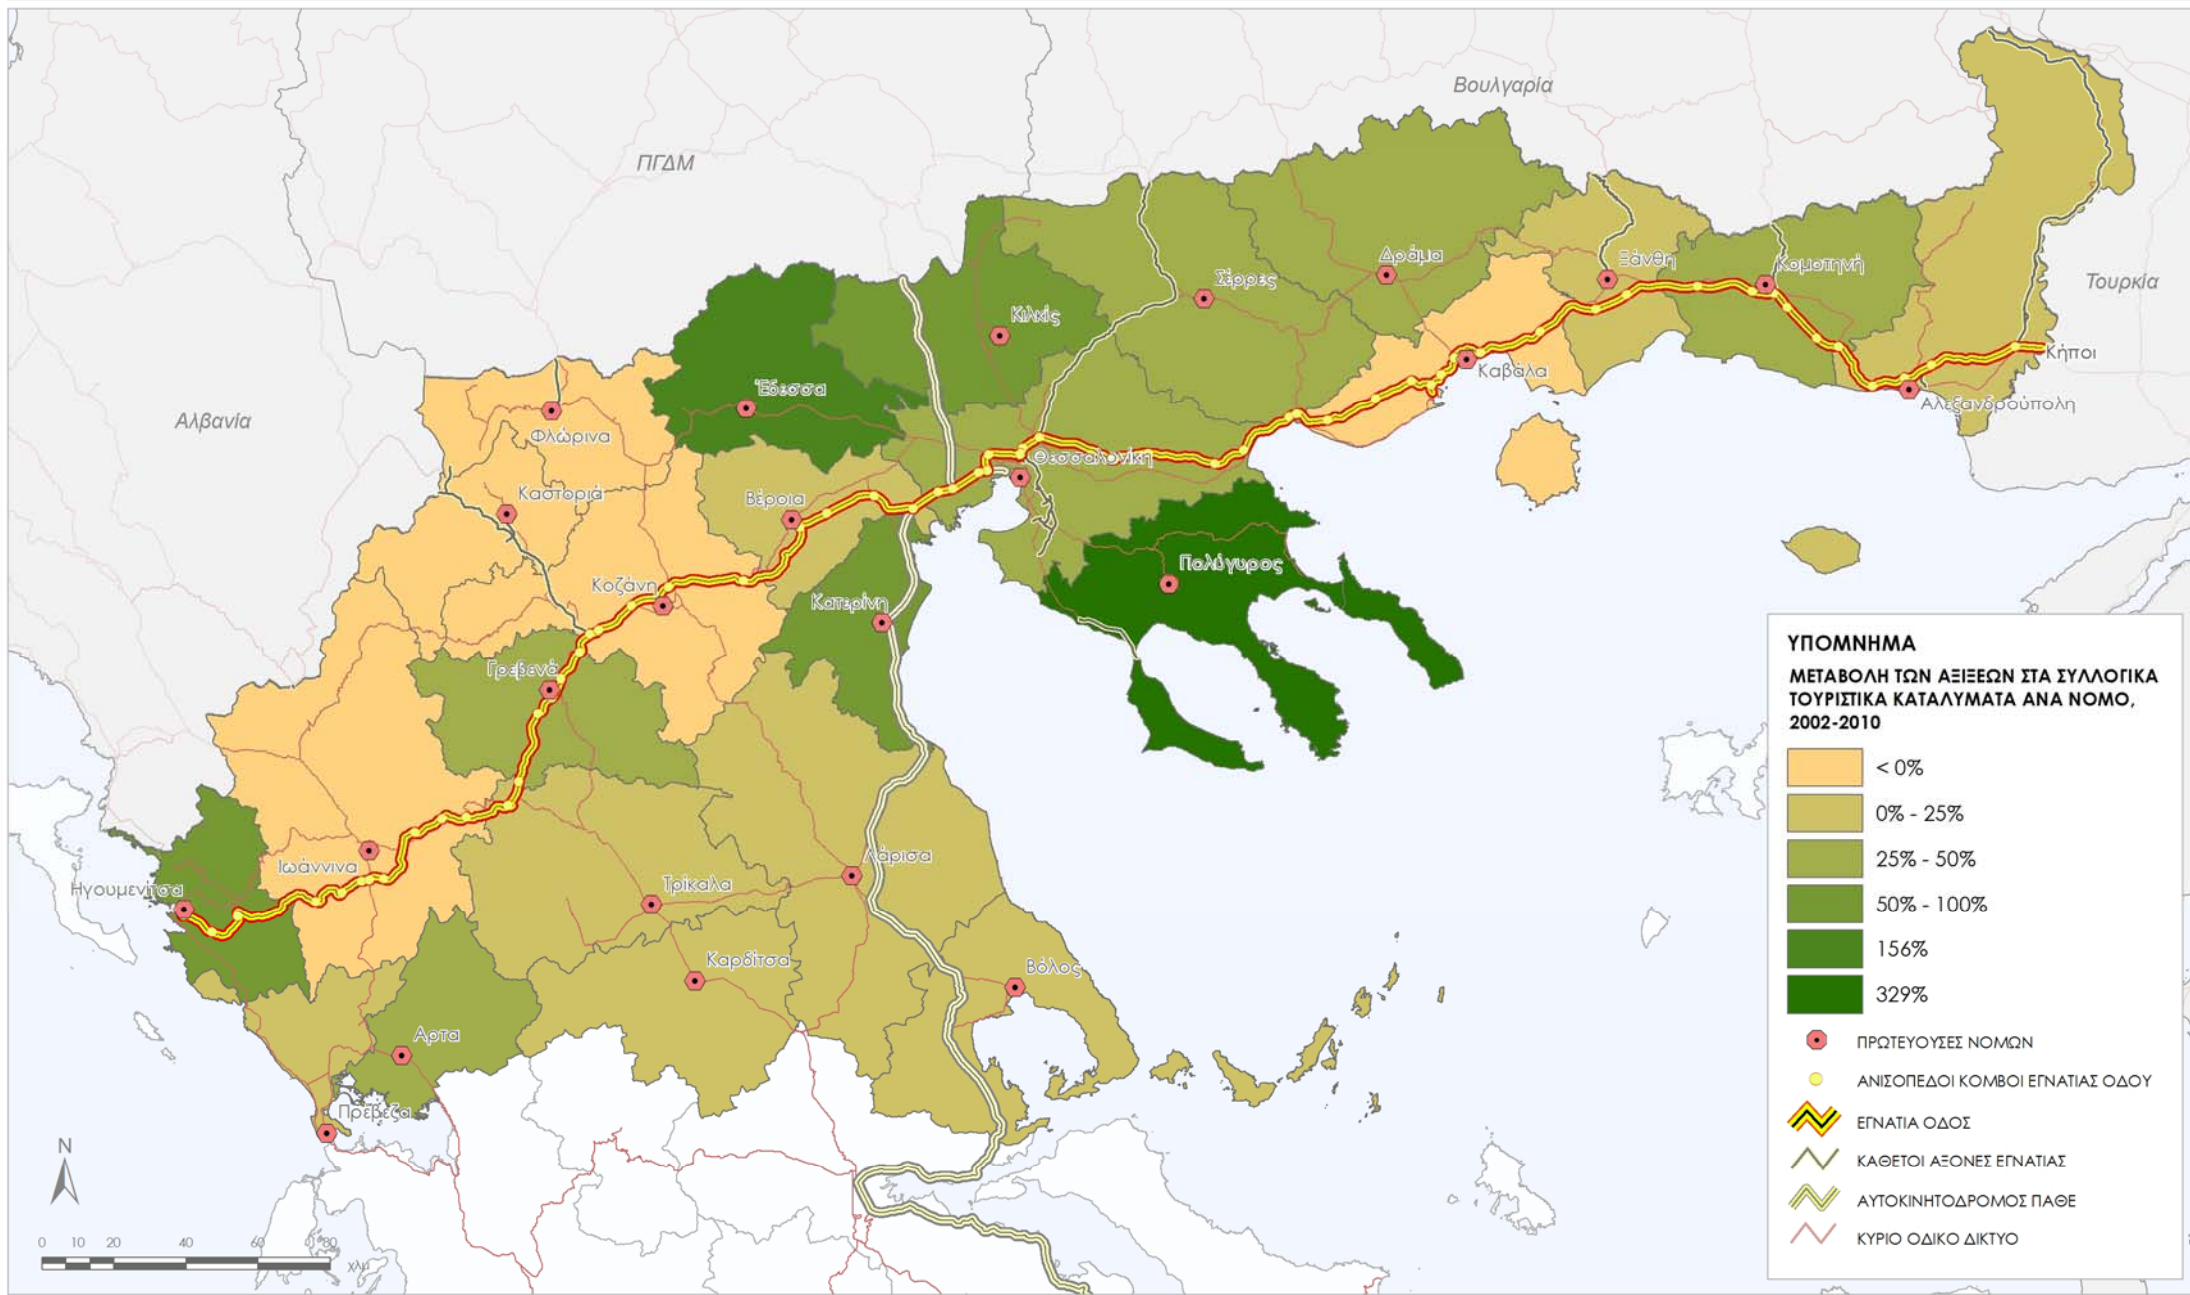 Βουλγαρία
ΠΓΔΜ
Τουρκία
Αλβανία
Κομοτηνή
Ξάνθη
Δράμα
Σέρρες
Κιλκίς
Κήποι
Καβάλα
Αλεξανδρούπολη
Έδεσσα
Φλώρινα
Θεσσαλονίκη
Καστοριά
Βέροια
Πολύγυρος
Κοζάνη
Κατερίνη
Γρεβενά
Ιωάννινα
Λάρισα
Ηγουμενίτσα
Τρίκαλα
Καρδίτσα
Βόλος
Αρτα
Πρέβεζα
ΥΠΟΜΝΗΜΑ
ΜΕΤΑΒΟΛΗ ΤΩΝ ΑΞΙΞΕΩΝ ΣΤΑ ΣΥΛΛΟΓΙΚΑ
ΤΟΥΡΙΣΤΙΚΑ ΚΑΤΑΛΥΜΑΤΑ ΑΝΑ ΝΟΜΟ,
2002-2010
< 0%
0% - 25%
25% - 50%
50% - 100%
156%
329%
ΠΡΩΤΕΥΟΥΣΕΣ ΝΟΜΩΝ
ΑΝΙΣΟΠΕΔΟΙ ΚΟΜΒΟΙ ΕΓΝΑΤΙΑΣ ΟΔΟΥ
ΕΓΝΑΤΙΑ ΟΔΟΣ
ΚΑΘΕΤΟΙ ΑΞΟΝΕΣ ΕΓΝΑΤΙΑΣ
ΑΥΤΟΚΙΝΗΤΟΔΡΟΜΟΣ ΠΑΘΕ
ΚΥΡΙΟ ΟΔΙΚΟ ΔΙΚΤΥΟ
N
0 10 20 40 60 80
χλμ